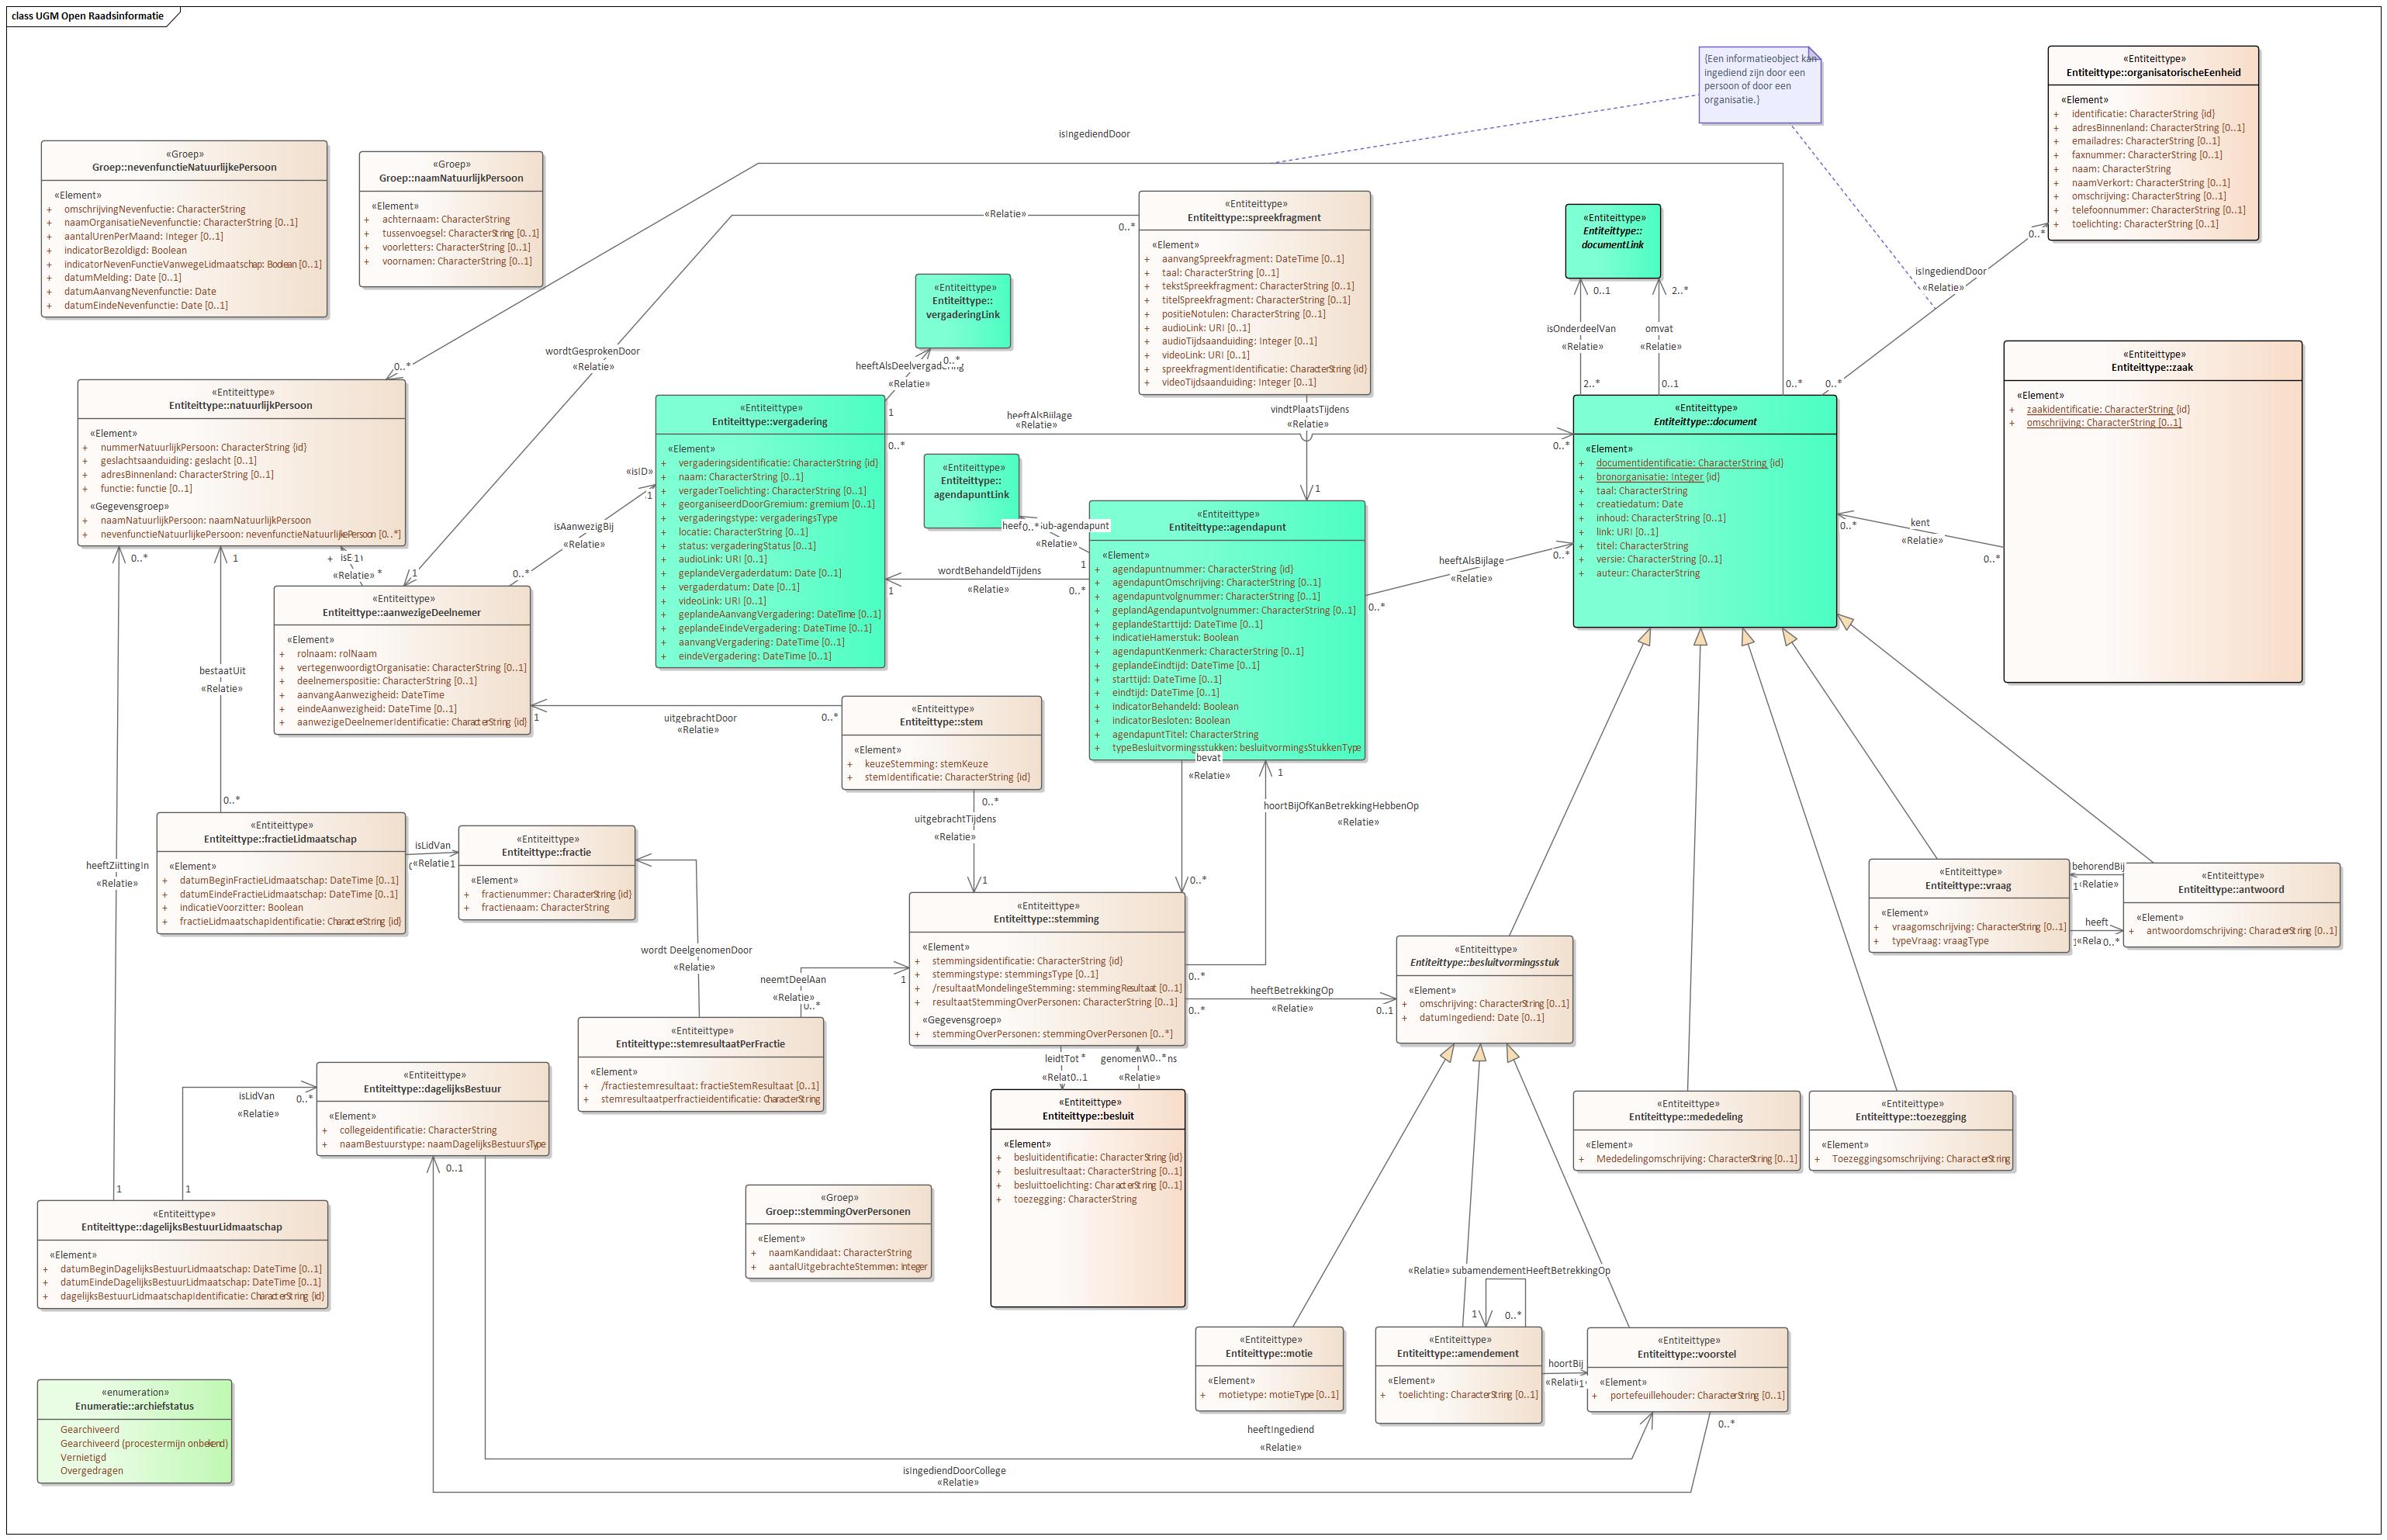 class UGM Open Raadsinformatie
{Een informatieobject kan
ingediend zijn door een
persoon of door een
organisatie.}
«Entiteittype»
Entiteittype::organisatorischeEenheid
«Element»
+ identificatie: CharacterString {id}
+ adresBinnenland: CharacterString [0..1]
+ emailadres: CharacterString [0..1]
+ faxnummer: CharacterString [0..1]
+ naam: CharacterString
+ naamVerkort: CharacterString [0..1]
+ omschrijving: CharacterString [0..1]
+ telefoonnummer: CharacterString [0..1]
+ toelichting: CharacterString [0..1]
isIngediendDoor
«Groep»
Groep::nevenfunctieNatuurlijkePersoon
«Element»
+ omschrijvingNevenfuctie: CharacterString
+ naamOrganisatieNevenfunctie: CharacterString [0..1]
+ aantalUrenPerMaand: Integer [0..1]
+ indicatorBezoldigd: Boolean
+ indicatorNevenFunctieVanwegeLidmaatschap: Boolean [0..1]
+ datumMelding: Date [0..1]
+ datumAanvangNevenfunctie: Date
+ datumEindeNevenfunctie: Date [0..1]
«Groep»
Groep::naamNatuurlijkPersoon
«Element»
+ achternaam: CharacterString
+ tussenvoegsel: CharacterString [0..1]
+ voorletters: CharacterString [0..1]
+ voornamen: CharacterString [0..1]
«Entiteittype»
Entiteittype::spreekfragment
«Element»
+ aanvangSpreekfragment: DateTime [0..1]
+ taal: CharacterString [0..1]
+ tekstSpreekfragment: CharacterString [0..1]
+ titelSpreekfragment: CharacterString [0..1]
+ positieNotulen: CharacterString [0..1]
+ audioLink: URI [0..1]
+ audioTijdsaanduiding: Integer [0..1]
+ videoLink: URI [0..1]
+ spreekfragmentIdentificatie: CharacterString {id}
+ videoTijdsaanduiding: Integer [0..1]
«Relatie»
0..*
«Entiteittype»
Entiteittype::
documentLink
0..1
2..*
isOnderdeelVan
«Relatie»
omvat
«Relatie»
2..*
0..1
0..*
0..*
isIngediendDoor
«Relatie»
0..*
«Entiteittype»
Entiteittype::
vergaderingLink
0..*
«Relatie»
1
wordtGesprokenDoor
«Relatie»
0..*
«Entiteittype»
Entiteittype::zaak
«Element»
+ zaakidentificatie: CharacterString {id}
+ omschrijving: CharacterString [0..1]
«Entiteittype»
Entiteittype::natuurlijkPersoon
«Element»
+ nummerNatuurlijkPersoon: CharacterString {id}
+ geslachtsaanduiding: geslacht [0..1]
+ adresBinnenland: CharacterString [0..1]
+ functie: functie [0..1]
«Gegevensgroep»
+ naamNatuurlijkPersoon: naamNatuurlijkPersoon
+ nevenfunctieNatuurlijkePersoon: nevenfunctieNatuurlijkePersoon [0..*]
«Entiteittype»
Entiteittype::vergadering
«Element»
+ vergaderingsidentificatie: CharacterString {id}
+ naam: CharacterString [0..1]
+ vergaderToelichting: CharacterString [0..1]
+ georganiseerdDoorGremium: gremium [0..1]
+ vergaderingstype: vergaderingsType
+ locatie: CharacterString [0..1]
+ status: vergaderingStatus [0..1]
+ audioLink: URI [0..1]
+ geplandeVergaderdatum: Date [0..1]
+ vergaderdatum: Date [0..1]
+ videoLink: URI [0..1]
+ geplandeAanvangVergadering: DateTime [0..1]
+ geplandeEindeVergadering: DateTime [0..1]
+ aanvangVergadering: DateTime [0..1]
+ eindeVergadering: DateTime [0..1]
heeftAlsBijlage
«Relatie»
0..*
0..*
vindtPlaatsTijdens
«Relatie»
1
«Entiteittype»
Entiteittype::document
«Element»
+ documentidentificatie: CharacterString {id}
+ bronorganisatie: Integer {id}
+ taal: CharacterString
+ creatiedatum: Date
+ inhoud: CharacterString [0..1]
+ link: URI [0..1]
+ titel: CharacterString
+ versie: CharacterString [0..1]
+ auteur: CharacterString
kent
«Relatie»
0..*
0..*
«Entiteittype»
Entiteittype::
agendapuntLink
«Relatie»
1
«isID»
1
isAanwezigBij
«Relatie»
0..*
«Entiteittype»
Entiteittype::agendapunt
«Element»
+ agendapuntnummer: CharacterString {id}
+ agendapuntOmschrijving: CharacterString [0..1]
+ agendapuntvolgnummer: CharacterString [0..1]
+ geplandAgendapuntvolgnummer: CharacterString [0..1]
+ geplandeStarttijd: DateTime [0..1]
+ indicatieHamerstuk: Boolean
+ agendapuntKenmerk: CharacterString [0..1]
+ geplandeEindtijd: DateTime [0..1]
+ starttijd: DateTime [0..1]
+ eindtijd: DateTime [0..1]
+ indicatorBehandeld: Boolean
+ indicatorBesloten: Boolean
+ agendapuntTitel: CharacterString
+ typeBesluitvormingsstukken: besluitvormingsStukkenType
wordtBehandeldTijdens
«Relatie»
1
0..*
heeftAlsBijlage
«Relatie»
0..*
0..*
0..*
1
«Relatie»
*
1
«Entiteittype»
Entiteittype::aanwezigeDeelnemer
«Element»
+ rolnaam: rolNaam
+ vertegenwoordigtOrganisatie: CharacterString [0..1]
+ deelnemerspositie: CharacterString [0..1]
+ aanvangAanwezigheid: DateTime
+ eindeAanwezigheid: DateTime [0..1]
+ aanwezigeDeelnemerIdentificatie: CharacterString {id}
bestaatUit
«Relatie»
0..*
1
uitgebrachtDoor
«Relatie»
0..*
«Entiteittype»
Entiteittype::stem
«Element»
+ keuzeStemming: stemKeuze
+ stemIdentificatie: CharacterString {id}
0..*
uitgebrachtTijdens
«Relatie»
1
bevat
«Relatie»
0..*
1
hoortBijOfKanBetrekkingHebbenOp
«Relatie»
«Entiteittype»
Entiteittype::fractieLidmaatschap
«Element»
+ datumBeginFractieLidmaatschap: DateTime [0..1]
+ datumEindeFractieLidmaatschap: DateTime [0..1]
+ indicatieVoorzitter: Boolean
+ fractieLidmaatschapIdentificatie: CharacterString {id}
isLidVan
«Relatie
1
«Entiteittype»
Entiteittype::fractie
«Element»
+ fractienummer: CharacterString {id}
+ fractienaam: CharacterString
heeftZiittingIn
«Relatie»
wordt DeelgenomenDoor
«Relatie»
neemtDeelAan
«Relatie»
0..*
1
«Entiteittype»
Entiteittype::stemming
«Element»
+ stemmingsidentificatie: CharacterString {id}
+ stemmingstype: stemmingsType [0..1]
+ /resultaatMondelingeStemming: stemmingResultaat [0..1]
+ resultaatStemmingOverPersonen: CharacterString [0..1]
«Gegevensgroep»
+ stemmingOverPersonen: stemmingOverPersonen [0..*]
0..*
heeftBetrekkingOp
«Relatie»
0..*
0..1
«Entiteittype»
Entiteittype::besluitvormingsstuk
«Element»
+ omschrijving: CharacterString [0..1]
+ datumIngediend: Date [0..1]
«Entiteittype»
Entiteittype::vraag
«Element»
+ vraagomschrijving: CharacterString [0..1]
+ typeVraag: vraagType
behorendBij
1 «Relatie»
heeft
0..*
«Entiteittype»
Entiteittype::antwoord
«Element»
+ antwoordomschrijving: CharacterString [0..1]
«Entiteittype»
Entiteittype::stemresultaatPerFractie
«Element»
+ /fractiestemresultaat: fractieStemResultaat [0..1]
+ stemresultaatperfractieidentificatie: CharacterString
leidtTot *
0..1
«Relatie»
«Entiteittype»
Entiteittype::besluit
«Element»
+ besluitidentificatie: CharacterString {id}
+ besluitresultaat: CharacterString [0..1]
+ besluittoelichting: CharacterString [0..1]
+ toezegging: CharacterString
isLidVan
«Relatie»
0..*
«Entiteittype»
Entiteittype::dagelijksBestuur
«Element»
+ collegeidentificatie: CharacterString
+ naamBestuurstype: naamDagelijksBestuursType
0..1
«Entiteittype»
Entiteittype::mededeling
«Element»
+ Mededelingomschrijving: CharacterString [0..1]
«Entiteittype»
Entiteittype::toezegging
«Element»
+ Toezeggingsomschrijving: CharacterString
1
1
«Entiteittype»
Entiteittype::dagelijksBestuurLidmaatschap
«Element»
+ datumBeginDagelijksBestuurLidmaatschap: DateTime [0..1]
+ datumEindeDagelijksBestuurLidmaatschap: DateTime [0..1]
+ dagelijksBestuurLidmaatschapIdentificatie: CharacterString {id}
«Groep»
Groep::stemmingOverPersonen
«Element»
+ naamKandidaat: CharacterString
+ aantalUitgebrachteStemmen: Integer
«Relatie» subamendementHeeftBetrekkingOp
1
0..*
«Entiteittype»
Entiteittype::motie
«Element»
+ motietype: motieType [0..1]
«Entiteittype»
Entiteittype::amendement
«Element»
+ toelichting: CharacterString [0..1]
hoortBij
1
«Entiteittype»
Entiteittype::voorstel
«Element»
+ portefeuillehouder: CharacterString [0..1]
0..*
«enumeration»
Enumeratie::archiefstatus
Gearchiveerd
Gearchiveerd (procestermijn onbekend)
Vernietigd
Overgedragen
heeftIngediend
«Relatie»
isIngediendDoorCollege
«Relatie»